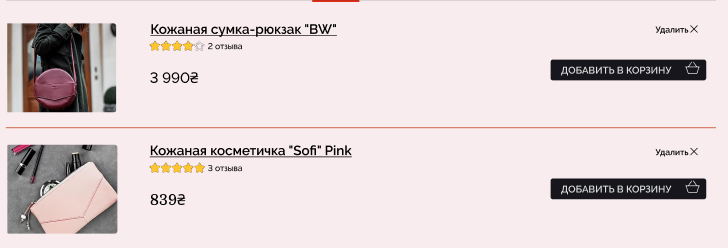 Кожаная сумка-рюкзак "BW"
Удалить
2 отзыва
3 990₴
ДОБАВИТЬ В КОРЗИНУ
Кожаная косметичка "Sofi" Pink
Удалить
3 отзыва
839₴
ДОБАВИТЬ В КОРЗИНУ